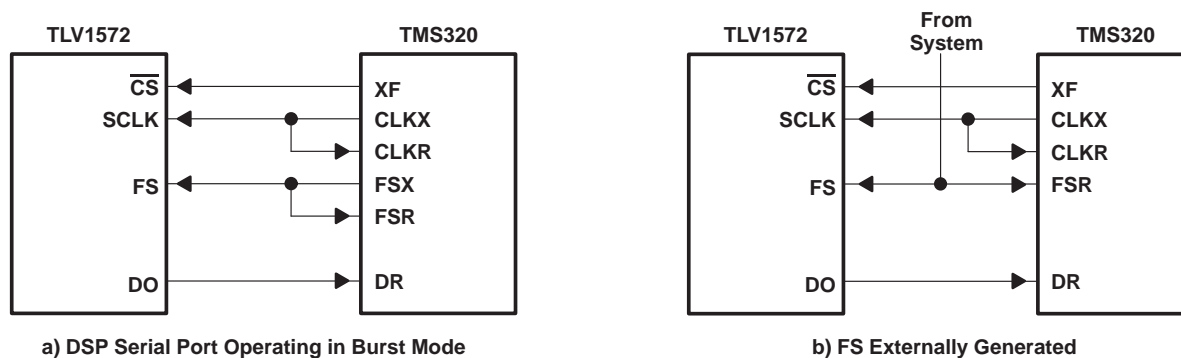 TLV1572 TMS320
CS XF
SCLK CLKX
CLKR
FS FSX
FSR
DO DR
a) DSP Serial Port Operating in Burst Mode
From
System
TLV1572 TMS320
CS XF
SCLK CLKX
CLKR
FS FSR
DO DR
b) FS Externally Generated